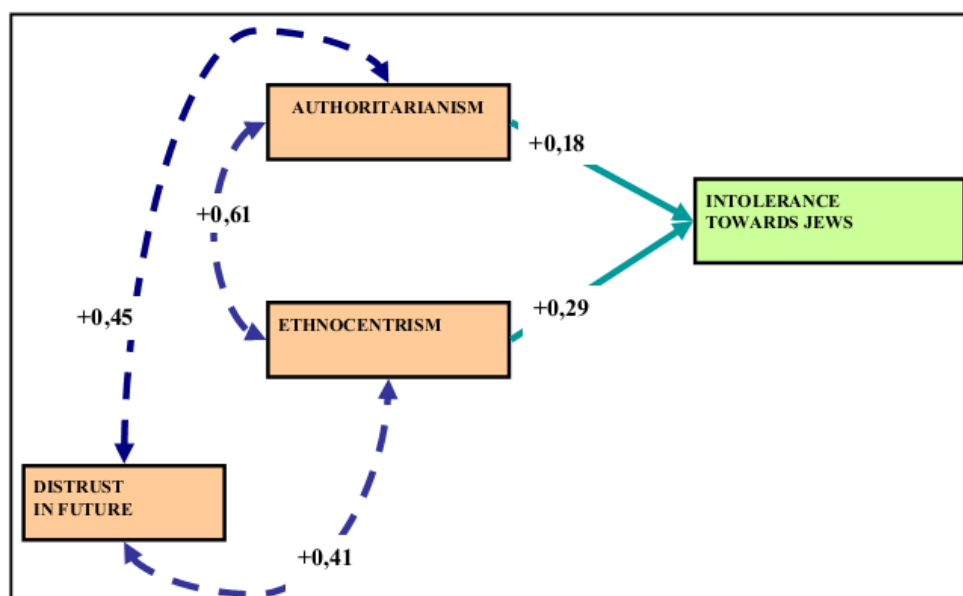 AUTHORITARIANISM
+0,18
INTOLERANCE
TOWARDS JEWS
+0,61
+0,45
ETHNOCENTRISM
+0,29
DISTRUST
IN FUTURE
+0,41